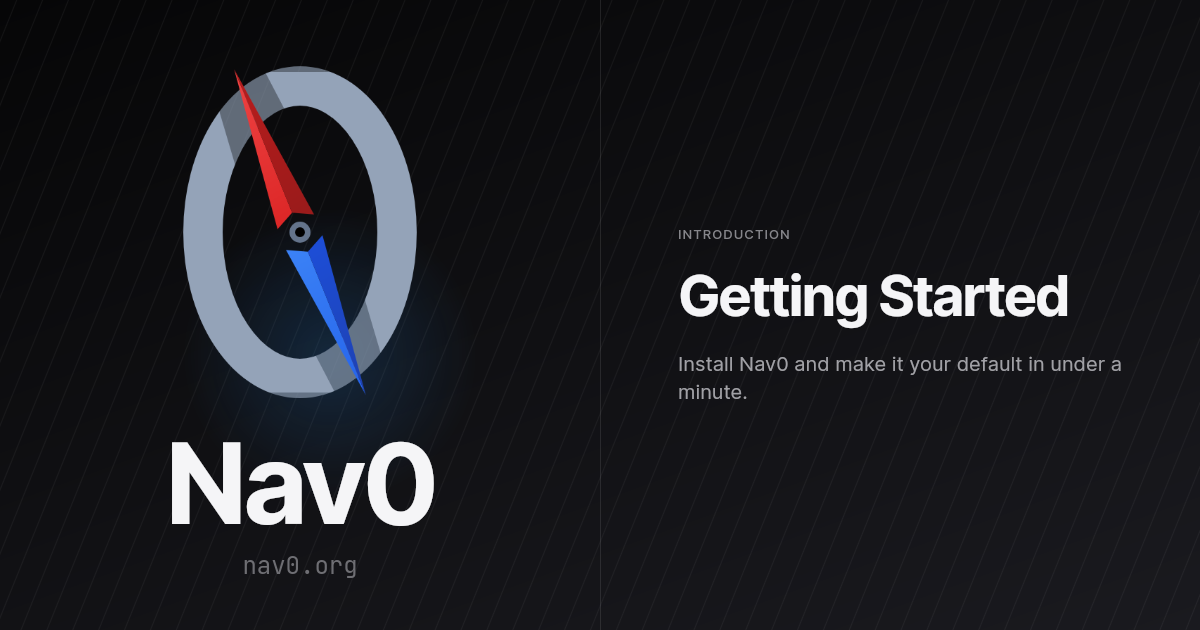 Nav0
nav0.org
INTRODUCTION
Getting Started
Install Nav0 and make it your default in under a
minute.